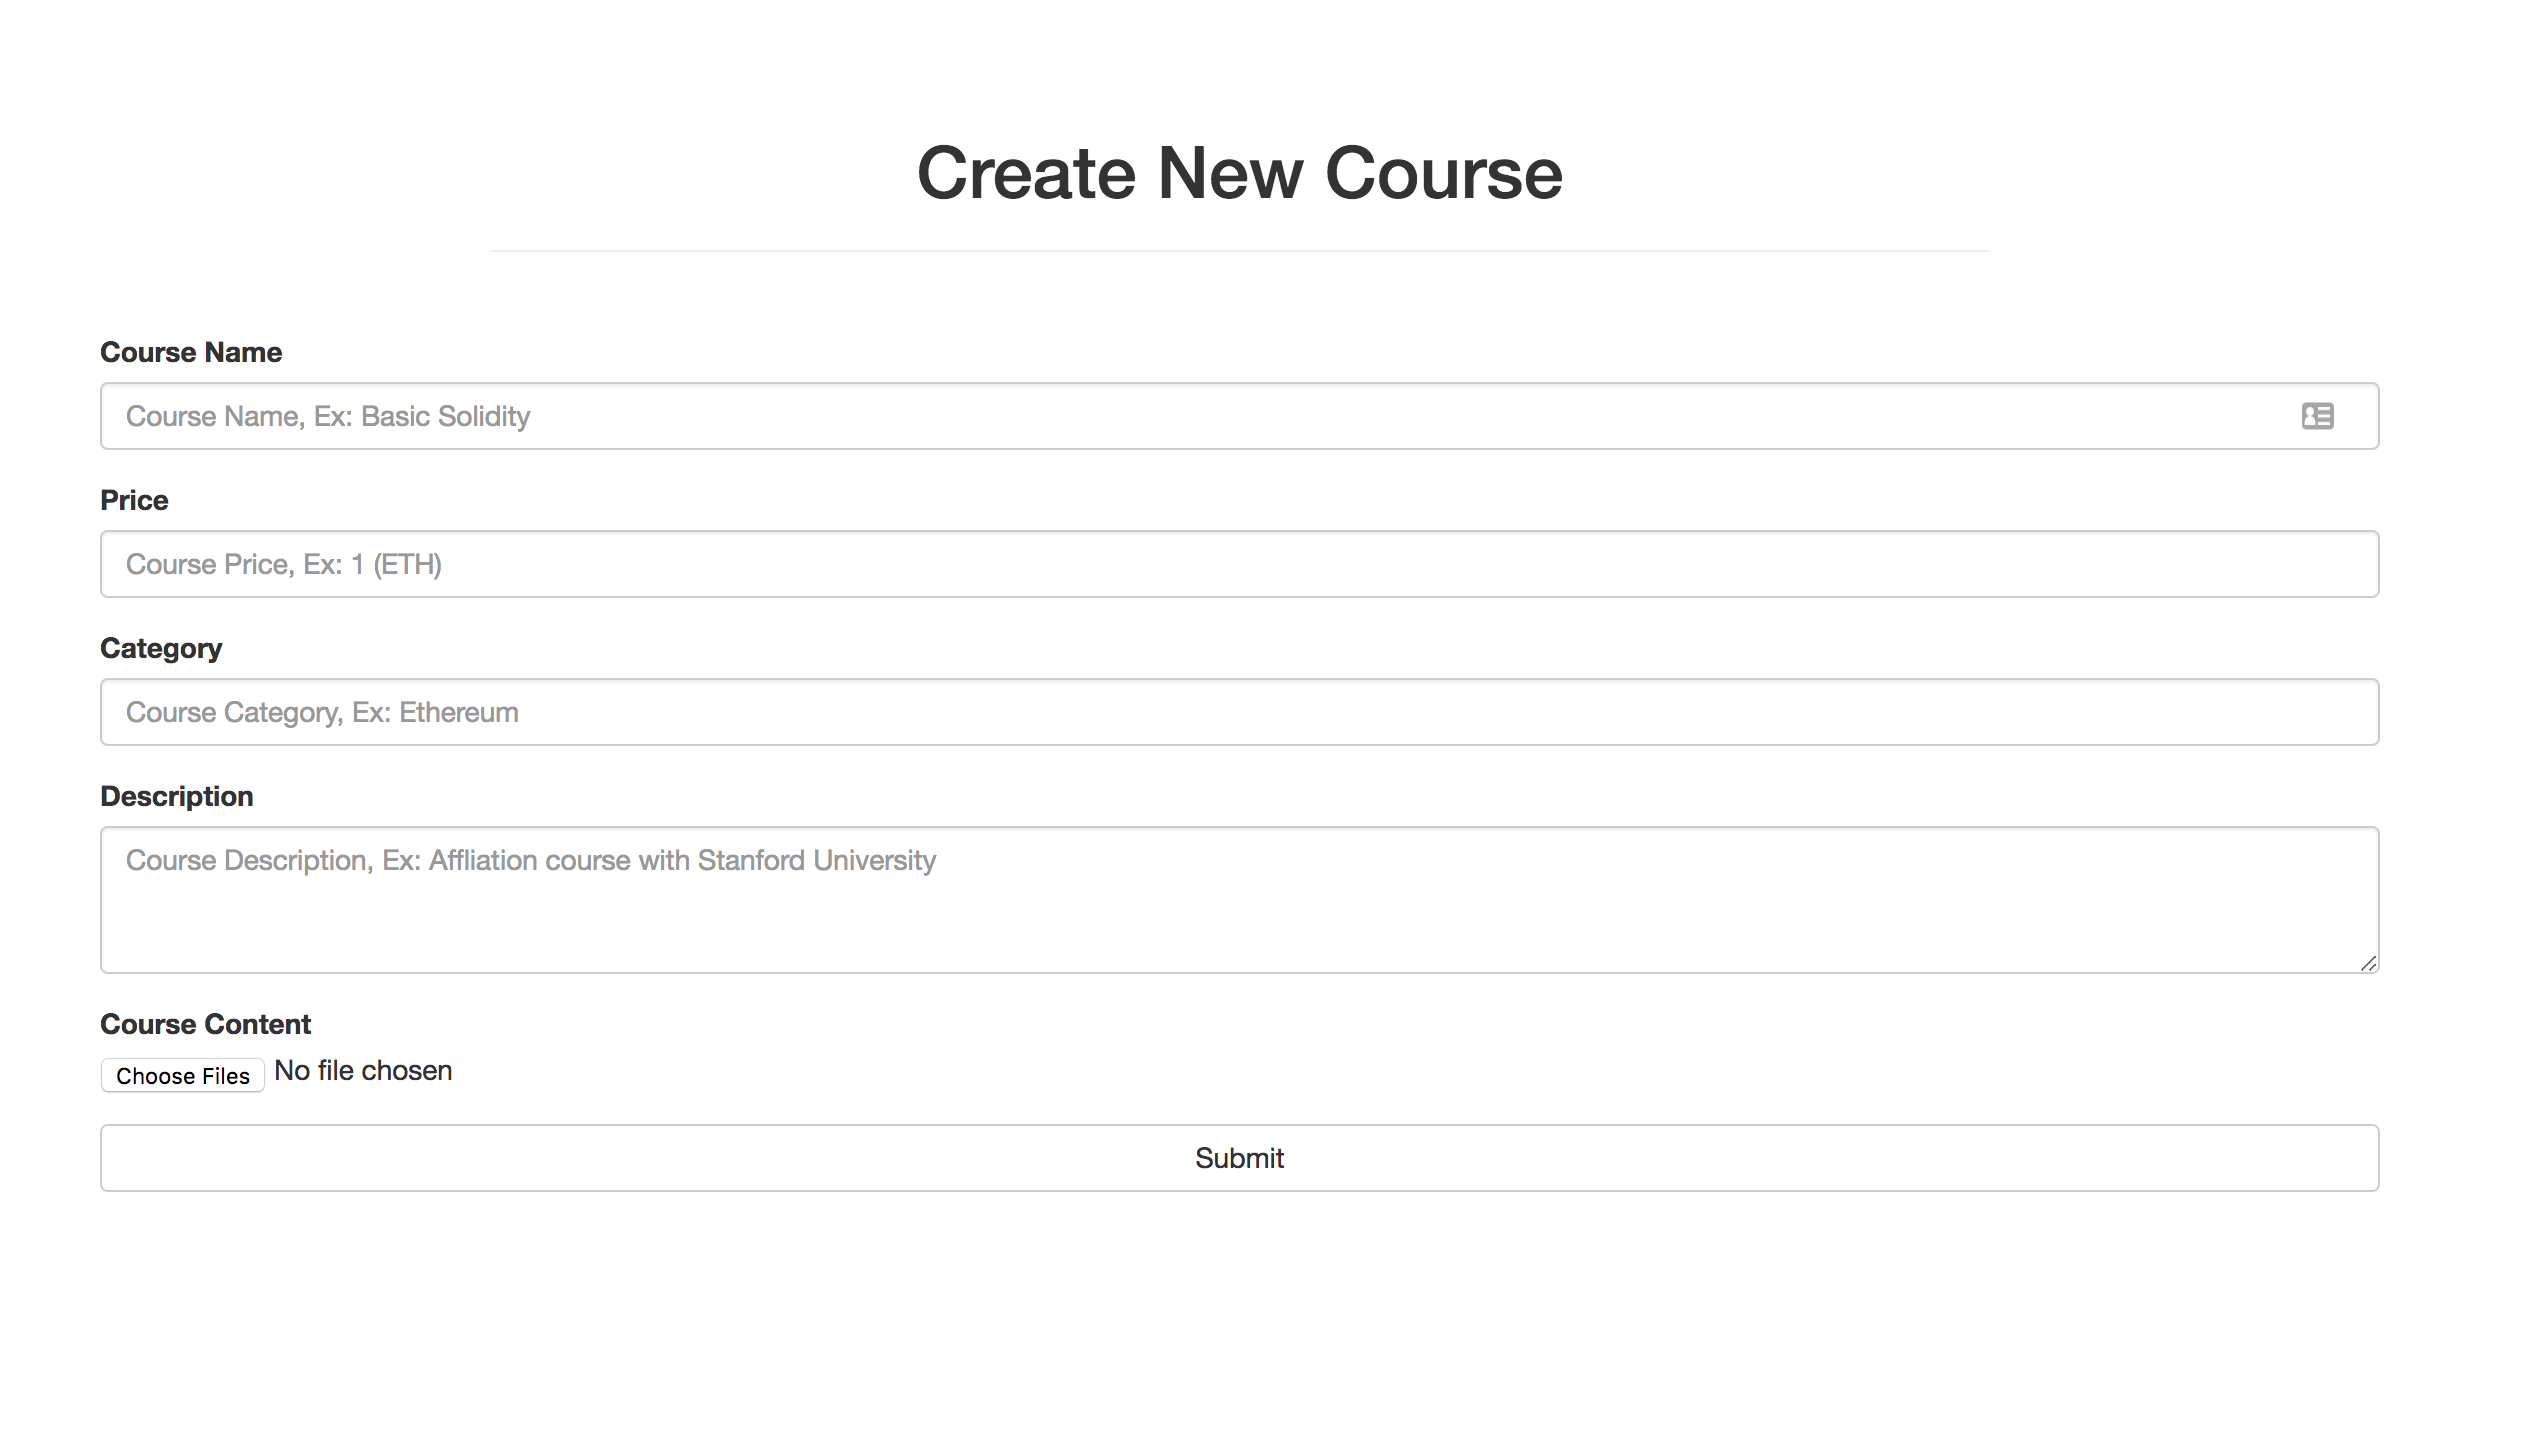 Create New Course
Course Name
Course Name, Ex: Basic Solidity
Price
Course Price, Ex: 1 (ETH)
Category
Course Category, Ex: Ethereum
Description
Course Description, Ex: Affliation course with Stanford University
Course Content
Choose Files No file chosen
Submit